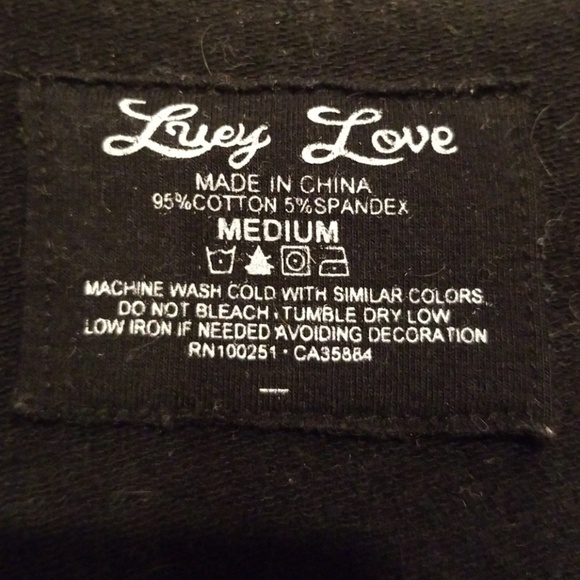 Lucy Love
MADE IN CHINA
95%COTTON 5%SPANDEX
MEDIUM
MACHINE WASH COLD WITH SIMILAR COLORS.
DO NOT BLEACH. TUMBLE DRY LOW
LOW IRON IF NEEDED AVOIDING DECORATION
RN100251 · CA35884